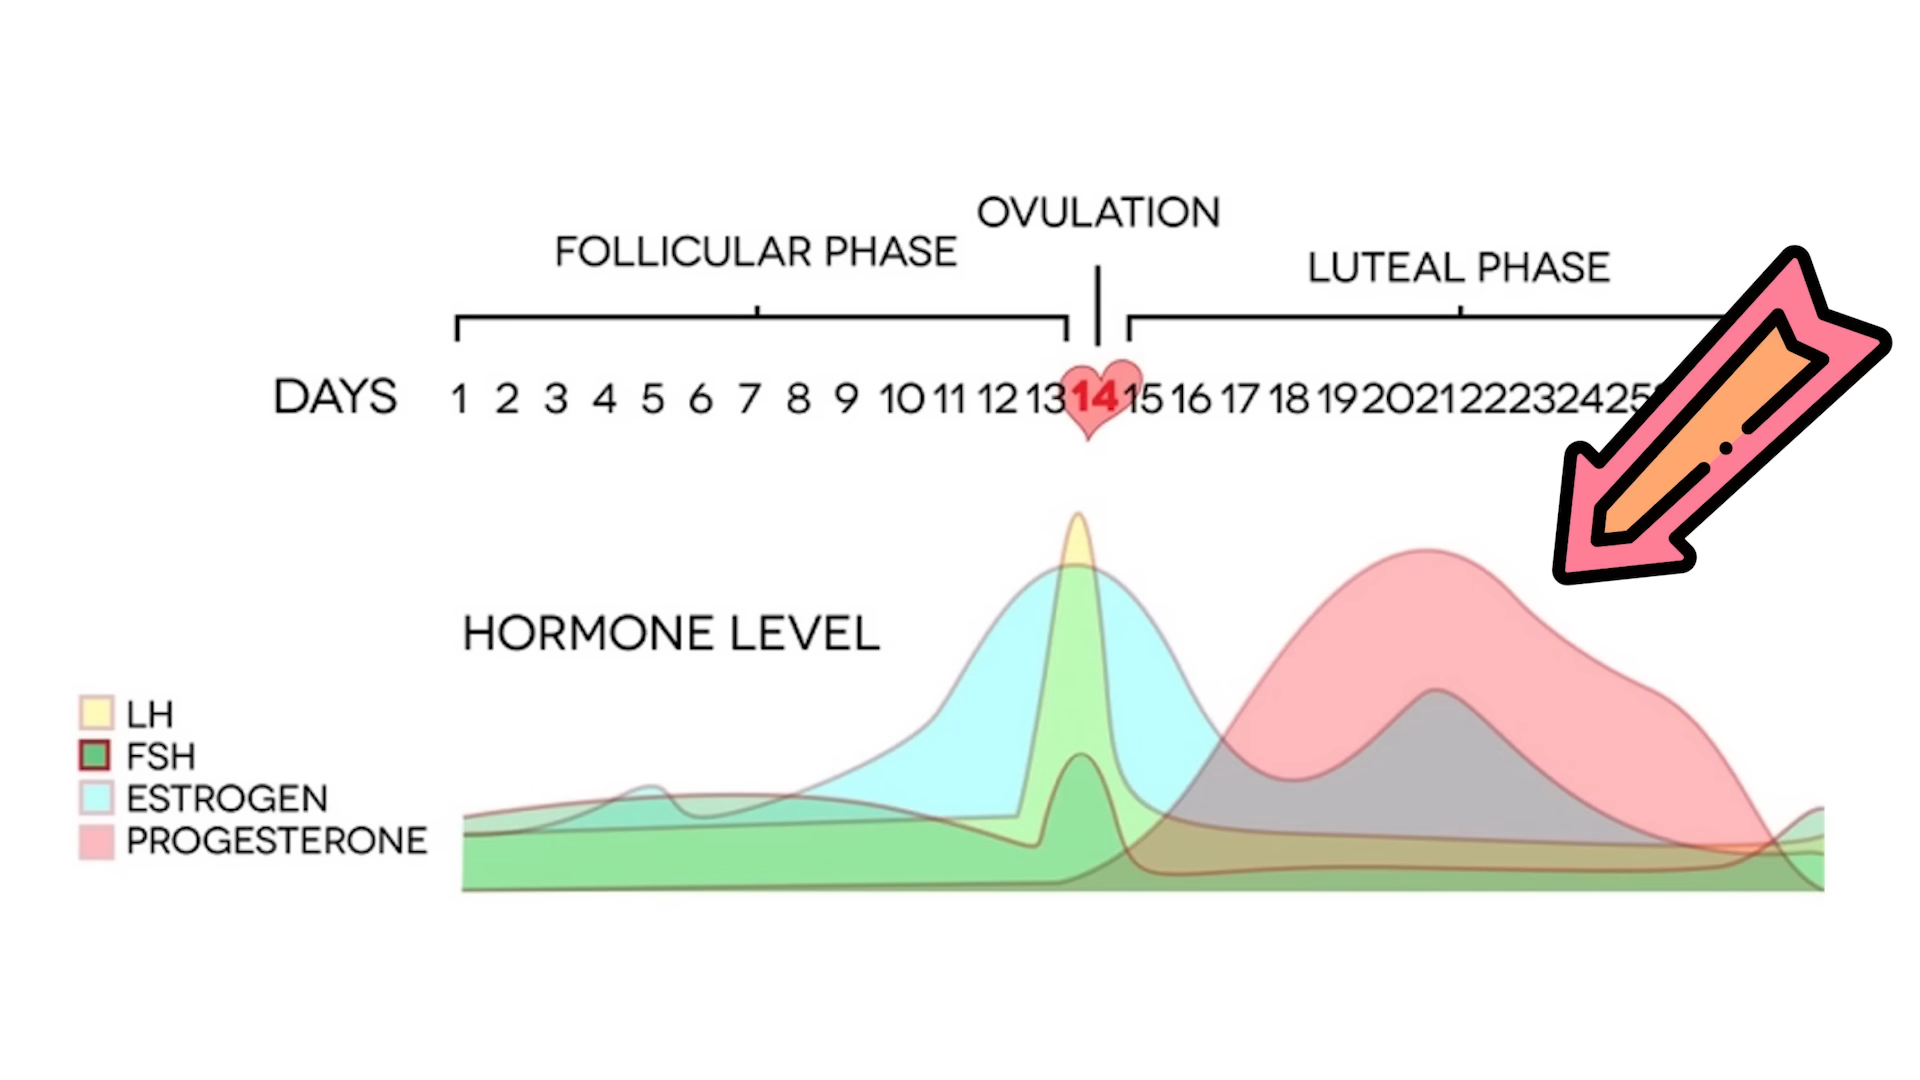 OVULATION
FOLLICULAR PHASE
LUTEAL PHASE
DAYS 1 2 3 4 5 6 7 8 9 10 11 12 13 14 15 16 17 18 19 20 21 22 23 24 25
HORMONE LEVEL
LH
FSH
ESTROGEN
PROGESTERONE